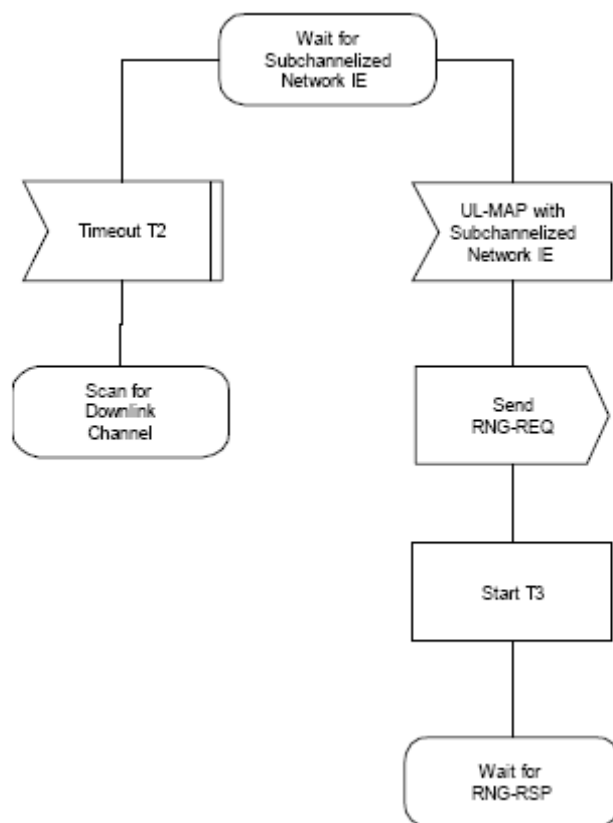 Wait for
Subchannelized
Network IE
Timeout T2
UL-MAP with
Subchannelized
Network IE
Scan for
Downlink
Channel
Send
RNG-REQ
Start T3
Wait for
RNG-RSP